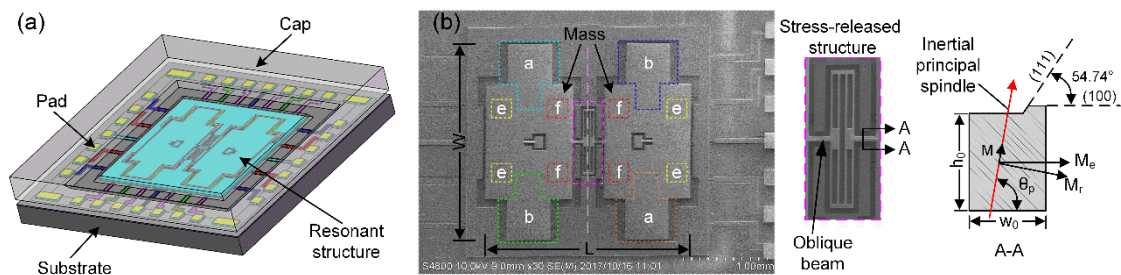 (a)
Cap
Pad
Resonant
structure
Substrate
(b)
Mass
a
b
e
f
f
e
W
e
f
f
e
b
a
L
S4800 10.0kV 9.0mm x30 SE(M) 2017/10/16 11:01
1.00mm
Stress-released
structure
A
A
Oblique
beam
Inertial
principal
spindle
(111)
54.74°
(100)
h0
M
Me
Mr
θp
w0
A-A